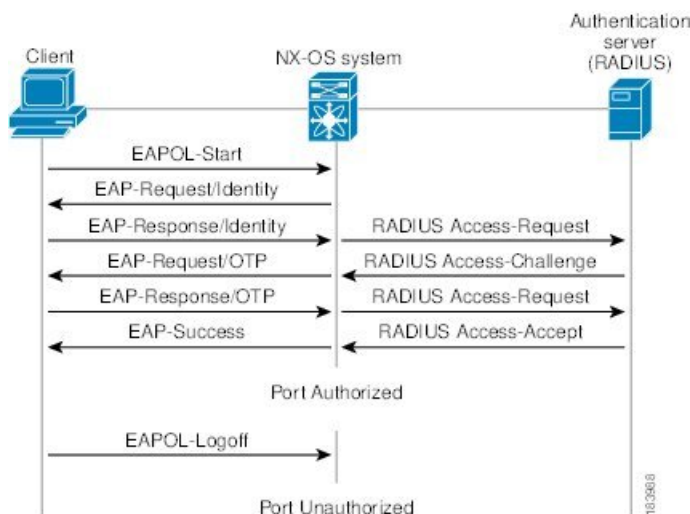 Client
NX-OS system
Authentication
server
(RADIUS)
EAPOL-Start
EAP-Request/Identity
EAP-Response/Identity
RADIUS Access-Request
EAP-Request/OTP
RADIUS Access-Challenge
EAP-Response/OTP
RADIUS Access-Request
EAP-Success
RADIUS Access-Accept
Port Authorized
EAPOL-Logoff
Port Unauthorized
183988